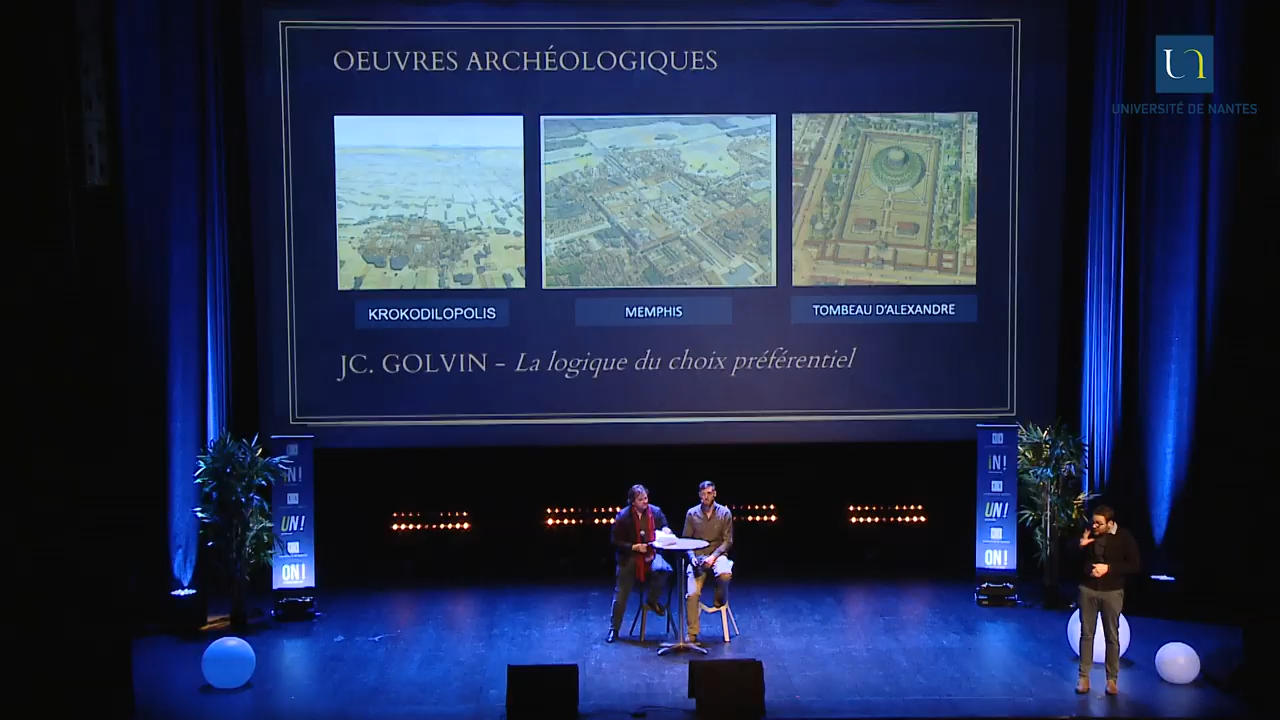 OEUVRES ARCHÉOLOGIQUES
UNIVERSITÉ DE NANTES
KROKODILOPOLIS
MEMPHIS
TOMBEAU D'ALEXANDRE
JC. GOLVIN – La logique du choix préférentiel
IN!
UN!
ON!
IN!
UN!
ON!